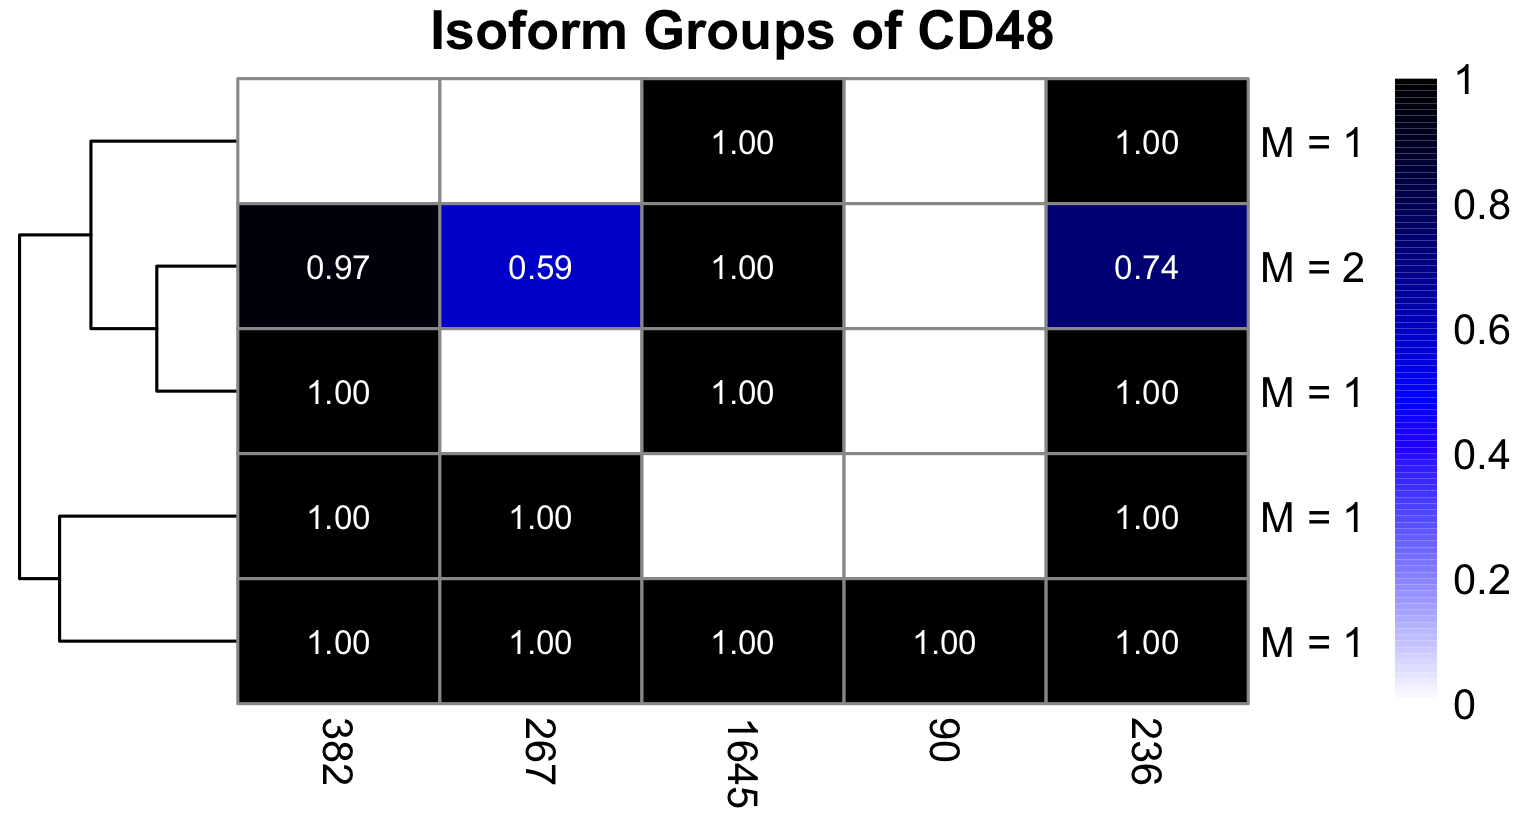 Isoform Groups of CD48
1.00 1.00 M = 1
0.97 0.59 1.00 0.74 M = 2
1.00 1.00 1.00 M = 1
1.00 1.00 1.00 M = 1
1.00 1.00 1.00 1.00 1.00 M = 1
382 267 1645 90 236
1
0.8
0.6
0.4
0.2
0